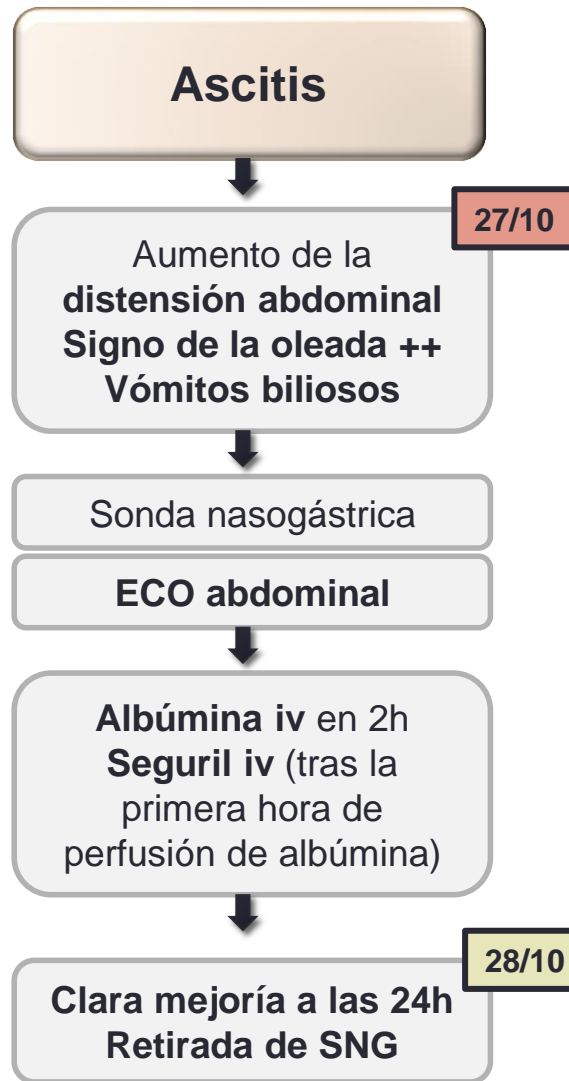 Ascitis
27/10
Aumento de la
distensión abdominal
Signo de la oleada ++
Vómitos biliosos
Sonda nasogástrica
ECO abdominal
Albúmina iv en 2h
Seguril iv (tras la
primera hora de
perfusión de albúmina)
28/10
Clara mejoría a las 24h
Retirada de SNG